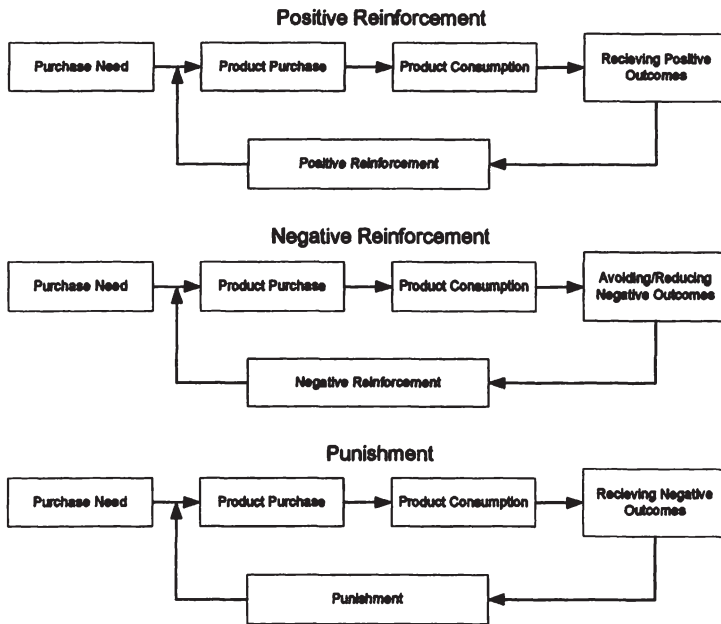 Positive Reinforcement
Purchase Need
Product Purchase
Product Consumption
Recieving Positive
Outcomes
Positive Reinforcement
Negative Reinforcement
Purchase Need
Product Purchase
Product Consumption
Avoiding/Reducing
Negative Outcomes
Negative Reinforcement
Punishment
Purchase Need
Product Purchase
Product Consumption
Recieving Negative
Outcomes
Punishment